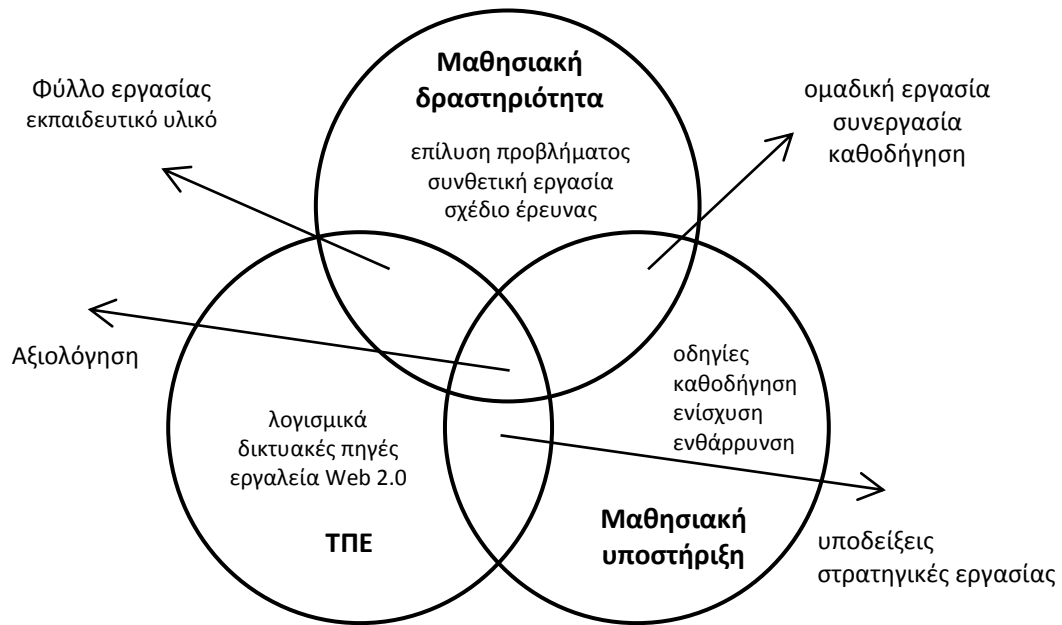 Μαθησιακή
δραστηριότητα
επίλυση προβλήματος
συνθετική εργασία
σχέδιο έρευνας
Φύλλο εργασίας
εκπαιδευτικό υλικό
ομαδική εργασία
συνεργασία
καθοδήγηση
Αξιολόγηση
λογισμικά
δικτυακές πηγές
εργαλεία Web 2.0
ΤΠΕ
οδηγίες
καθοδήγηση
ενίσχυση
ενθάρρυνση
Μαθησιακή
υποστήριξη
υποδείξεις
στρατηγικές εργασίας